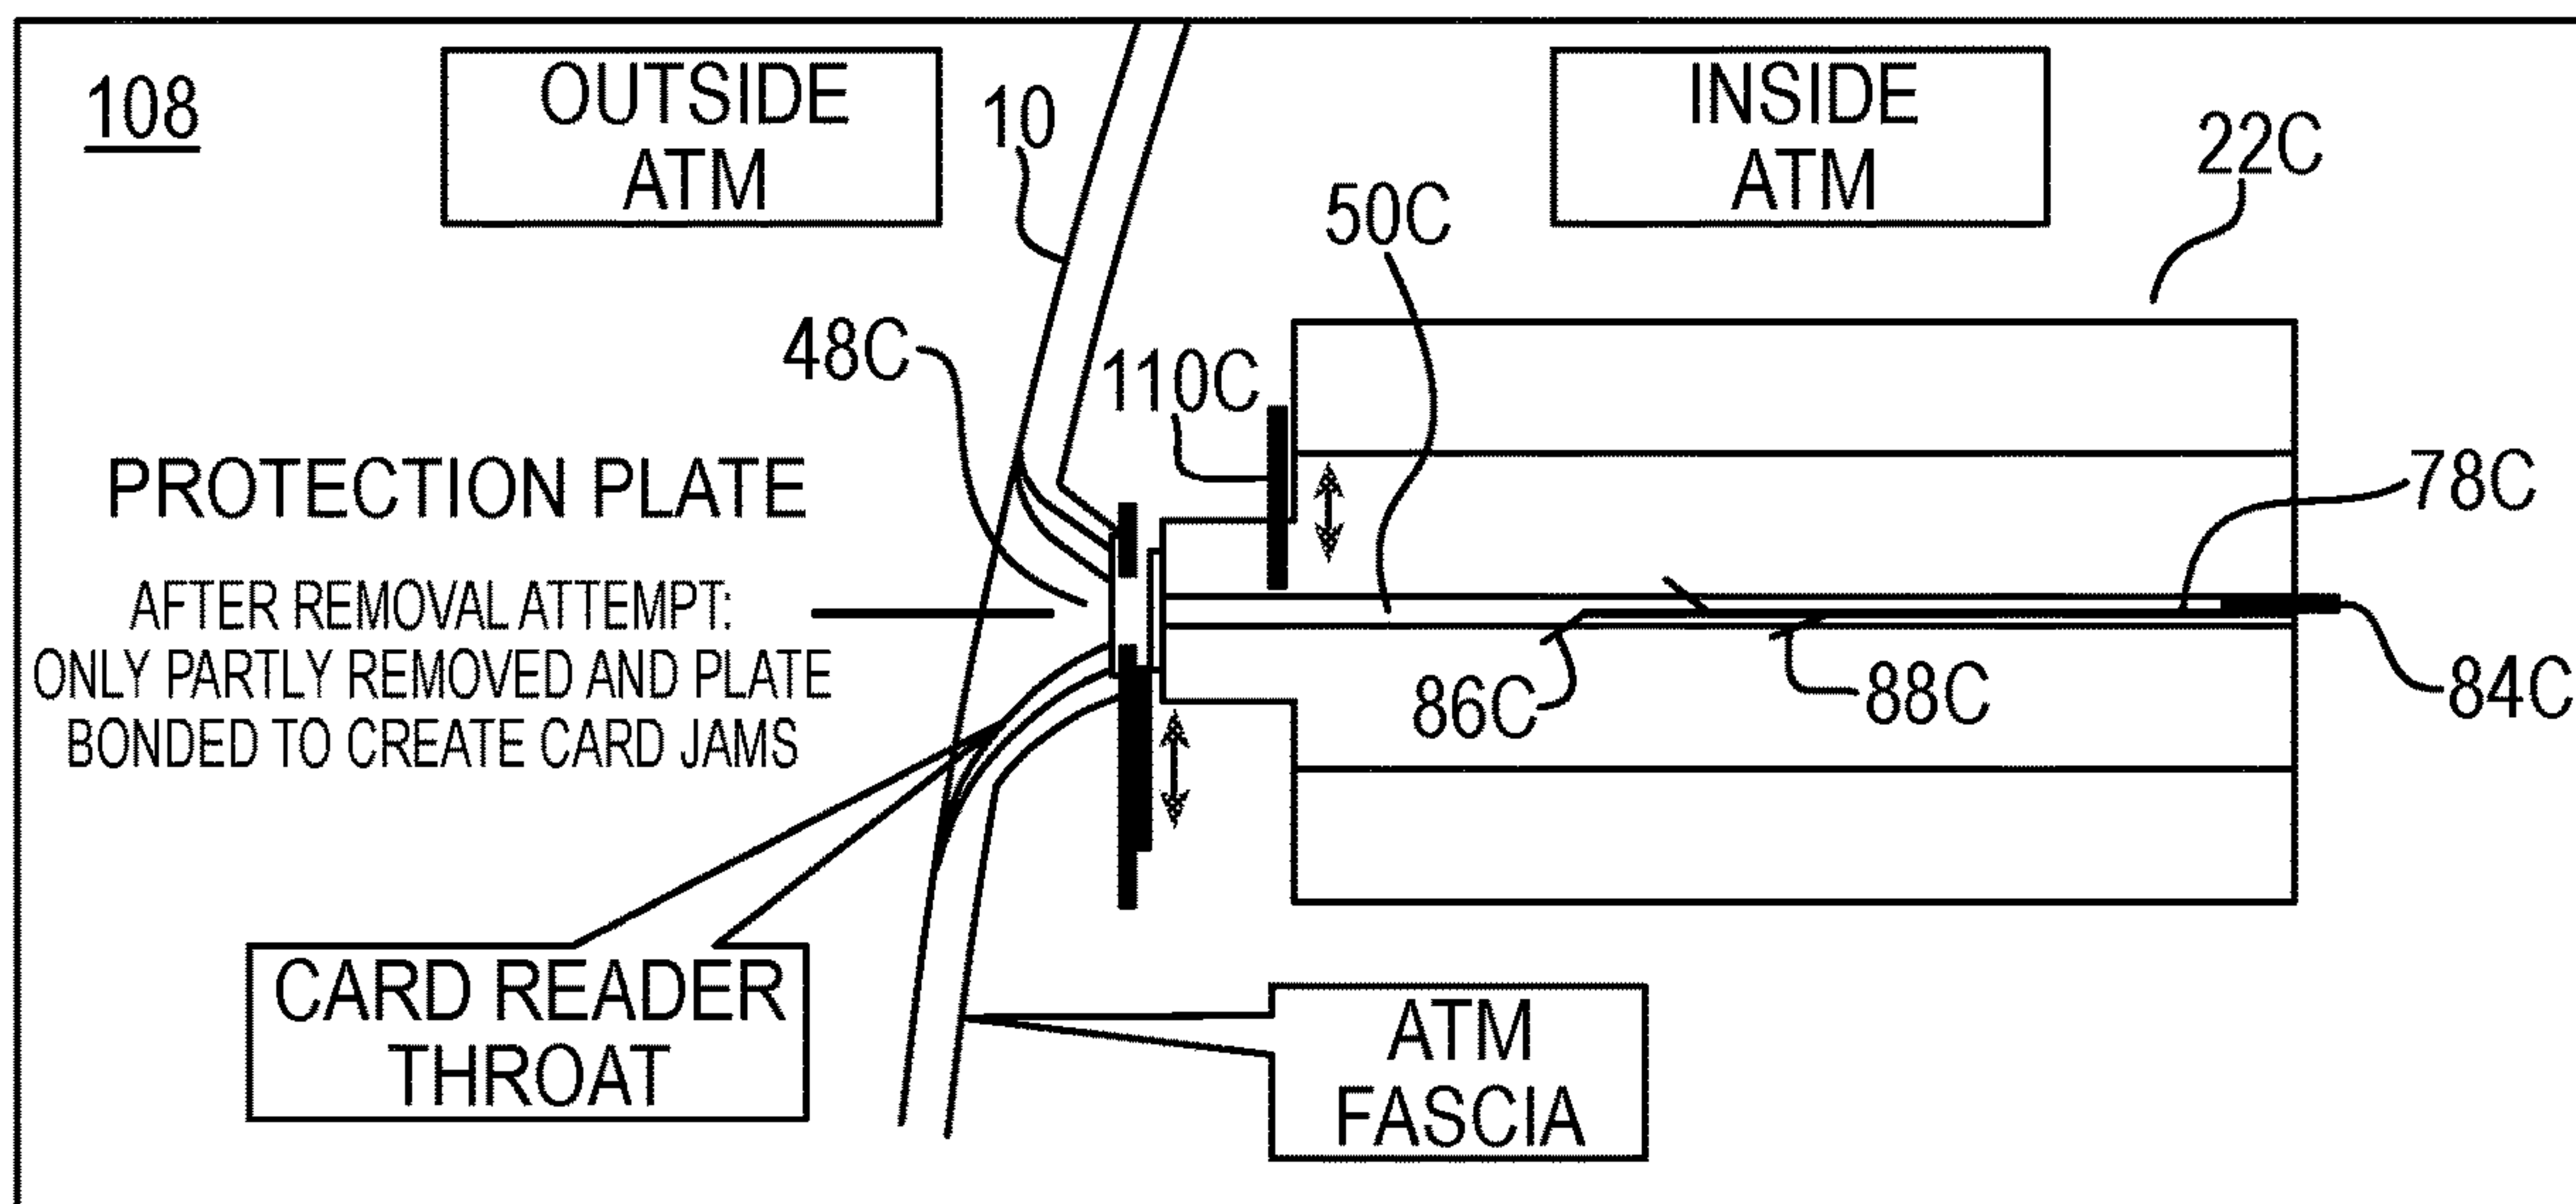 108
OUTSIDE
ATM
10
INSIDE
ATM
22C
50C
48C
110C
78C
PROTECTION PLATE
AFTER REMOVAL ATTEMPT:
ONLY PARTLY REMOVED AND PLATE
BONDED TO CREATE CARD JAMS
86C
88C
84C
CARD READER
THROAT
ATM
FASCIA